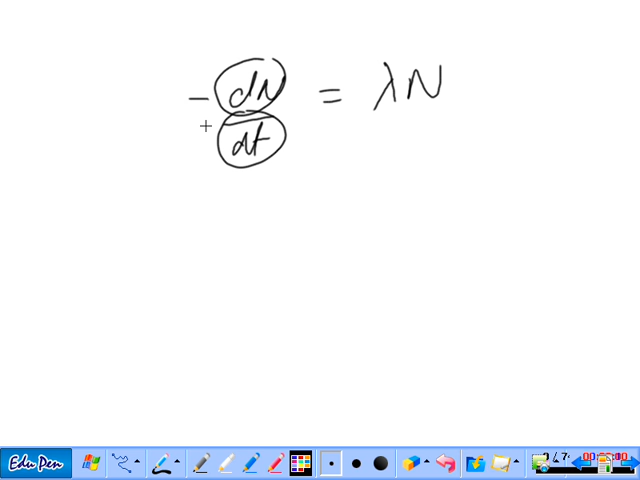 - dN/dt = λN
Edu Pen